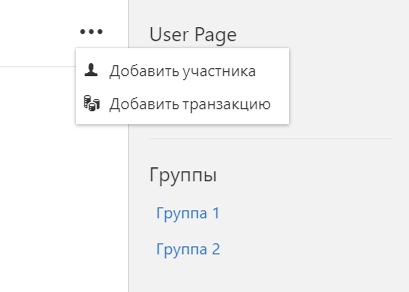 User Page
Добавить участника
Добавить транзакцию
Группы
Группа 1
Группа 2